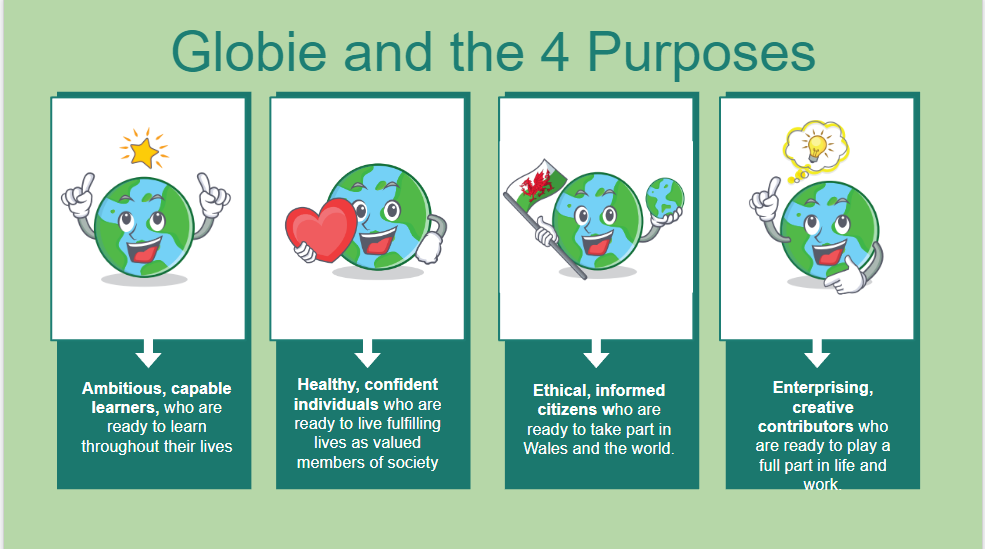 Globie and the 4 Purposes
Ambitious, capable
learners, who are
ready to learn
throughout their lives
Healthy, confident
individuals who are
ready to live fulfilling
lives as valued
members of society
Ethical, informed
citizens who are
ready to take part in
Wales and the world.
Enterprising,
creative
contributors who
are ready to play a
full part in life and
work.